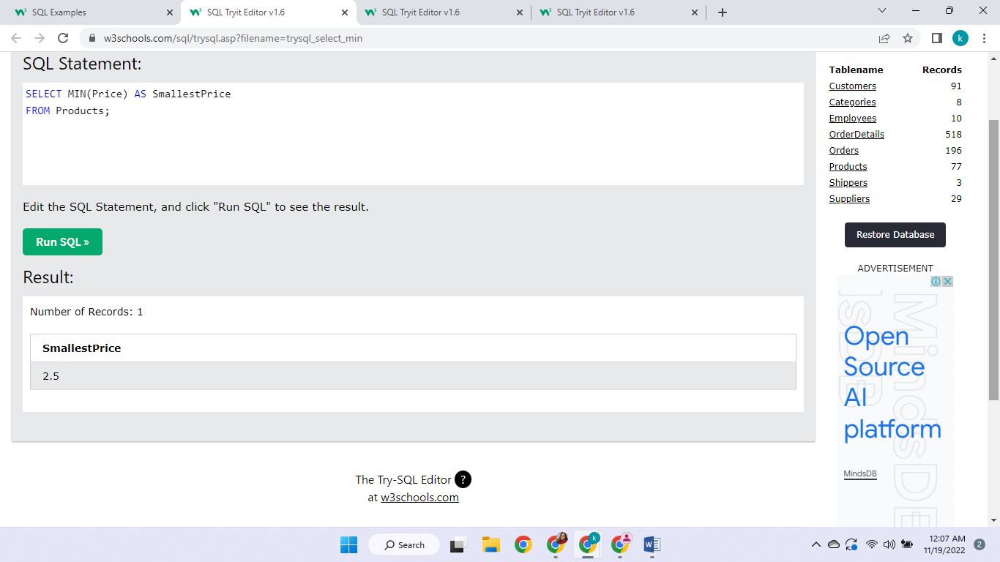 SQL Examples
SQL Tryit Editor v1.6
SQL Tryit Editor v1.6
SQL Tryit Editor v1.6
w3schools.com/sql/trysql.asp?filename=trysql_select_min
k
SQL Statement:
SELECT MIN(Price) AS SmallestPrice
FROM Products;
Edit the SQL Statement, and click "Run SQL" to see the result.
Run SQL »
Result:
Number of Records: 1
SmallestPrice
2.5
The Try-SQL Editor ?
at w3schools.com
Tablename Records
Customers 91
Categories 8
Employees 10
OrderDetails 518
Orders 196
Products 77
Shippers 3
Suppliers 29
Restore Database
ADVERTISEMENT
Open
Source
AI
platform
MindsDB
MindsDB
Search
k
12:07 AM
11/19/2022
2